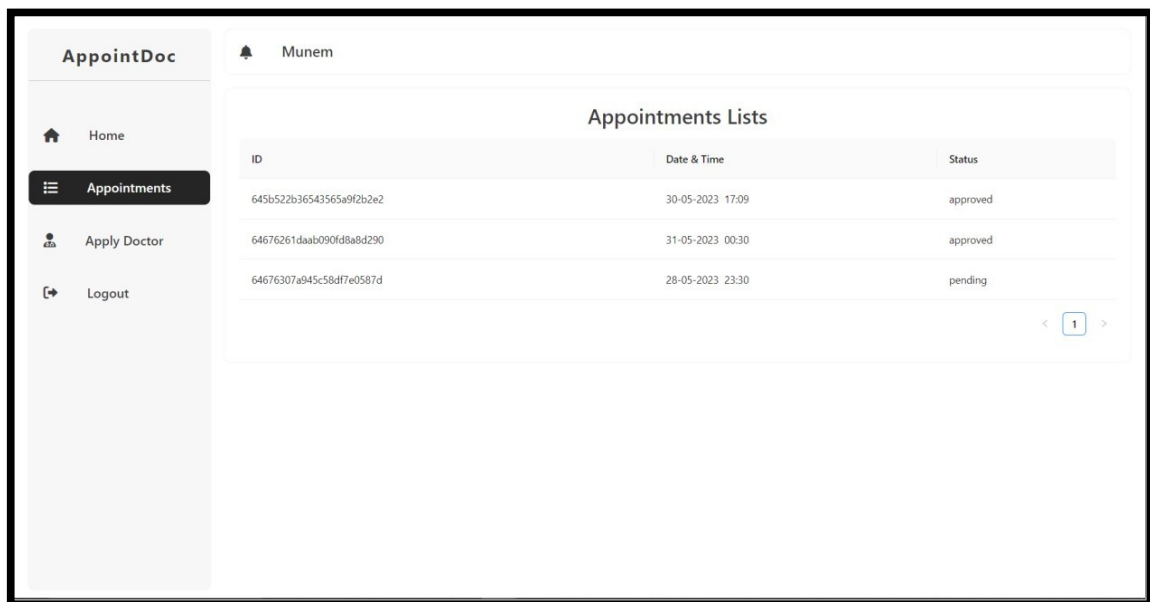 AppointDoc
Munem
Home
Appointments
Apply Doctor
Logout
Appointments Lists
ID Date & Time Status
645b522b36543565a9f2b2e2 30-05-2023 17:09 approved
64676261daab090fd8a8d290 31-05-2023 00:30 approved
64676307a945c58df7e0587d 28-05-2023 23:30 pending
< 1 >